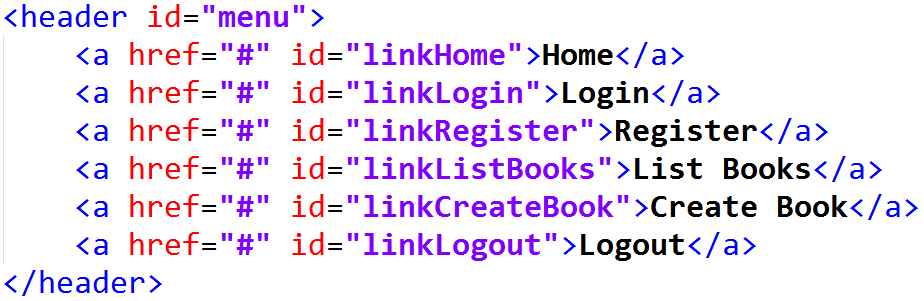 <header id="menu">
    <a href="#" id="linkHome">Home</a>
    <a href="#" id="linkLogin">Login</a>
    <a href="#" id="linkRegister">Register</a>
    <a href="#" id="linkListBooks">List Books</a>
    <a href="#" id="linkCreateBook">Create Book</a>
    <a href="#" id="linkLogout">Logout</a>
</header>